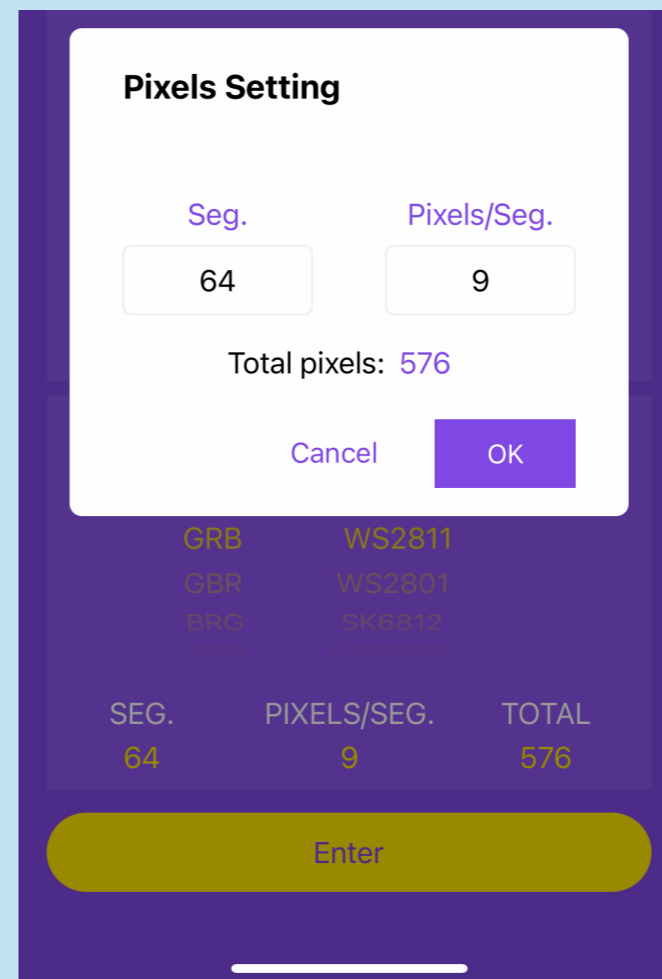 Pixels Setting
Seg. Pixels/Seg.
64 9
Total pixels: 576
Cancel OK
GRB WS2811
GBR WS2801
BRG SK6812
SEG. PIXELS/SEG. TOTAL
64 9 576
Enter